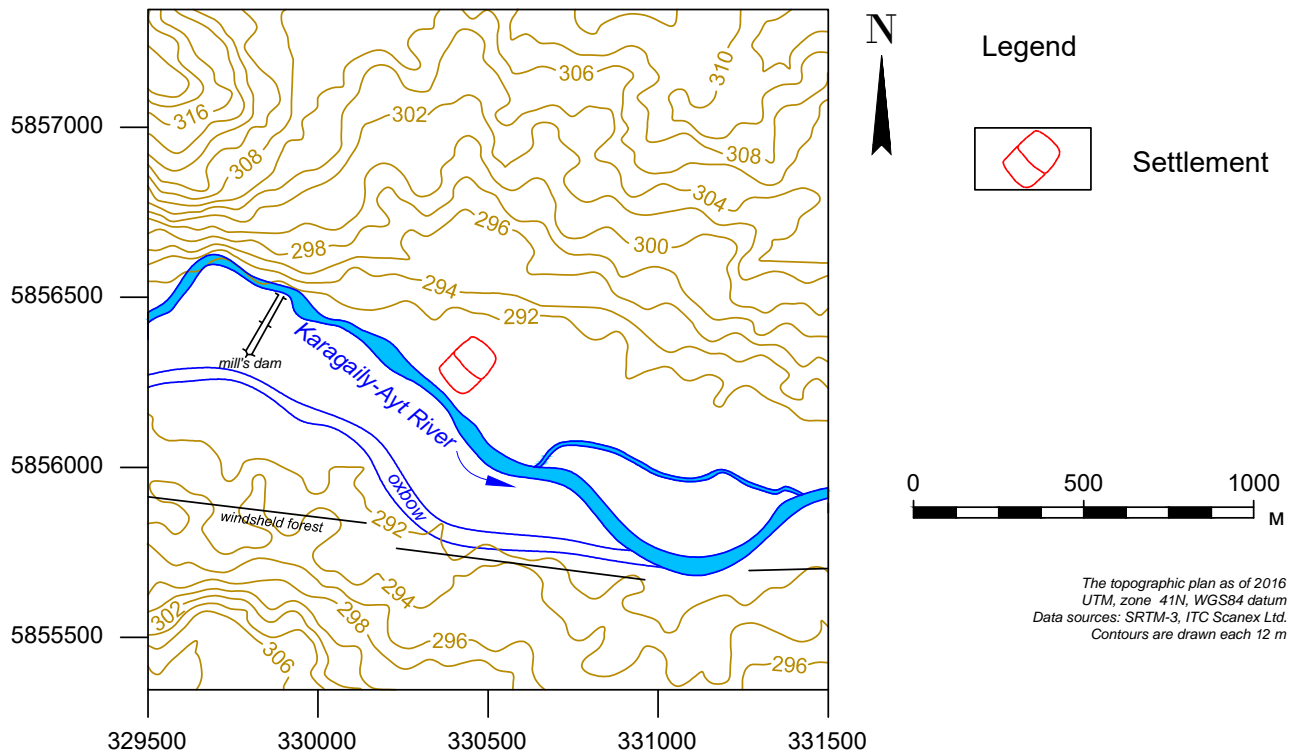 N
Legend
Settlement
5857000
5856500
5856000
5855500
310
306
316
302
308
308
304
296
300
298
294
292
mill's dam
Karagaily-Ayt River
oxbow
windsheld forest
292
294
302
298
296
306
296
0 500 1000
м
The topographic plan as of 2016
UTM, zone 41N, WGS84 datum
Data sources: SRTM-3, ITC Scanex Ltd.
Contours are drawn each 12 m
329500 330000 330500 331000 331500